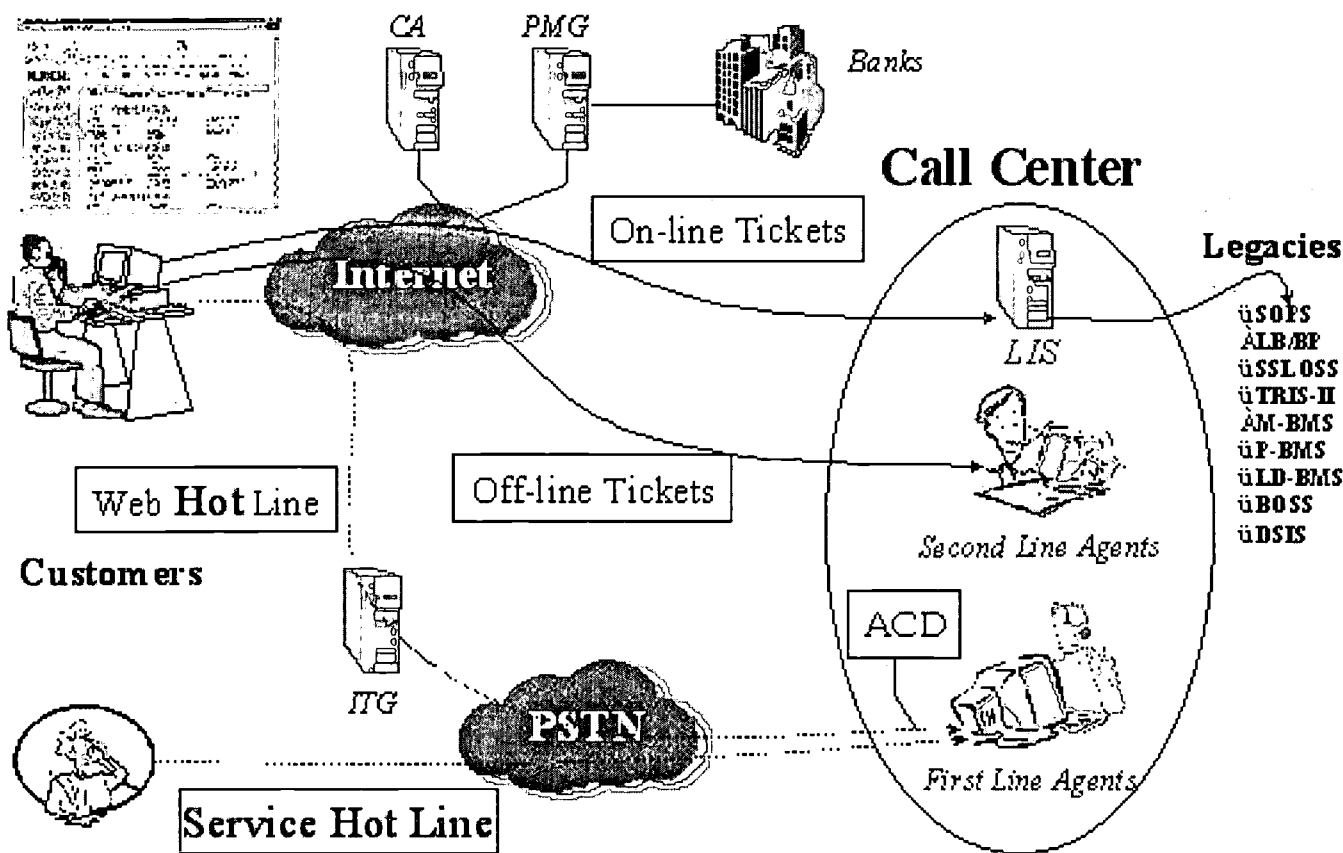 CA
PMG
Banks
Call Center
On-line Tickets
Internet
LIS
Legacies
üSOPS
ÀLB/BP
üSSLOSS
üTRIS-II
ÀM-BMS
üP-BMS
üLD-BMS
üBOSS
üDSIS
Web Hot Line
Off-line Tickets
Second Line Agents
Customers
ACD
ITG
PSTN
First Line Agents
Service Hot Line